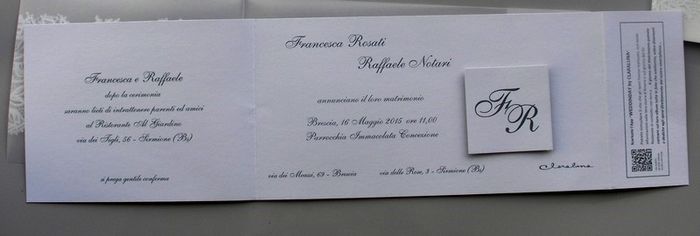 Francesca e Raffaele
dopo la cerimonia
saranno lieti di intrattenere parenti ed amici
al Ristorante Al Giardino
via dei Tigli, 56 - Sirmione (Bs)
si prega gentile conferma
Francesca Rosati
Raffaele Notari
annunciano il loro matrimonio
Brescia, 16 Maggio 2015 ore 11,00
Parrocchia Immacolata Concezione
via dei Mussi, 69 - Brescia
via delle Rose, 3 - Sirmione (Bs)
F R
claraluna